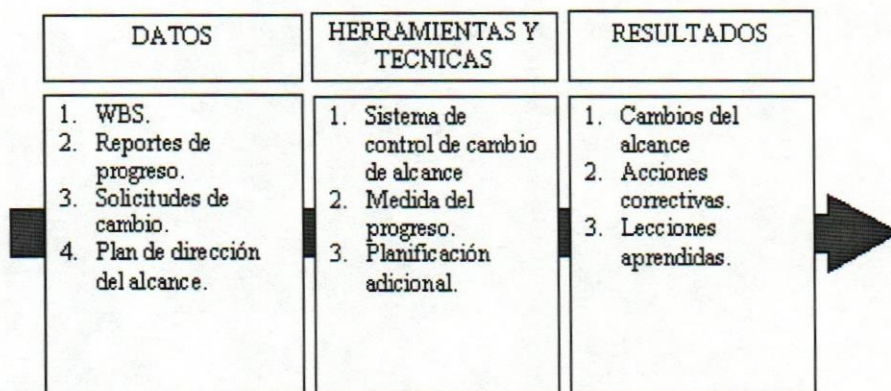 DATOS
HERRAMIENTAS Y
TECNICAS
RESULTADOS
1. WBS.
2. Reportes de
progreso.
3. Solicitudes de
cambio.
4. Plan de dirección
del alcance.
1. Sistema de
control de cambio
de alcance
2. Medida del
progreso.
3. Planificación
adicional.
1. Cambios del
alcance
2. Acciones
correctivas.
3. Lecciones
aprendidas.